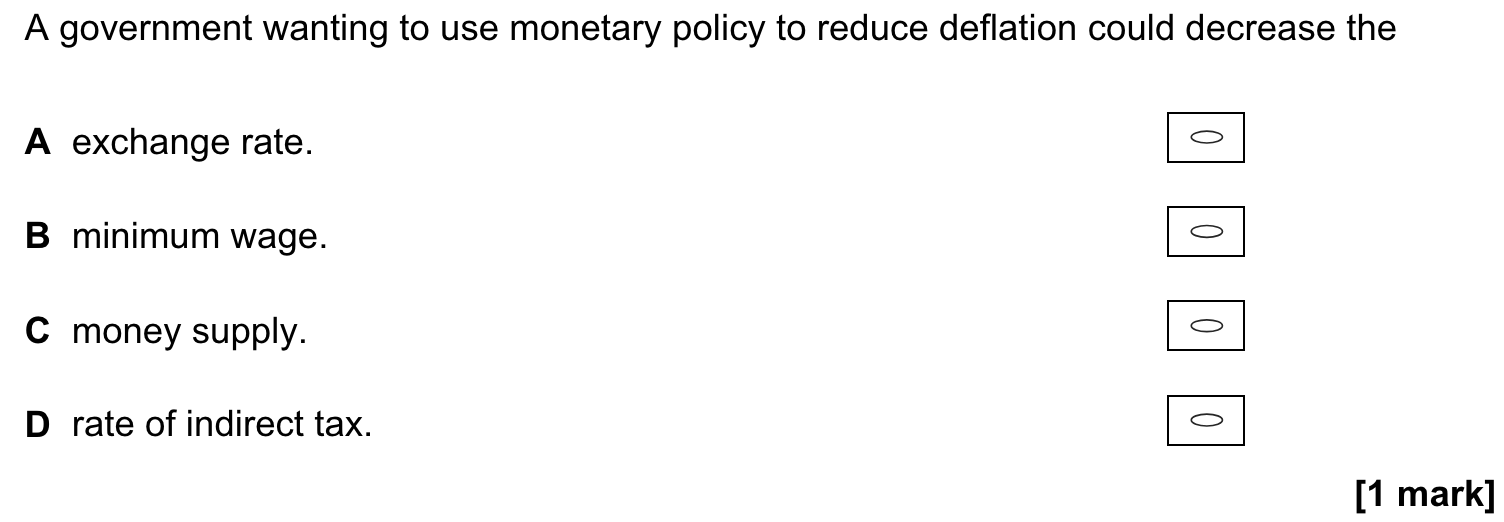 A government wanting to use monetary policy to reduce deflation could decrease the
A exchange rate.
B minimum wage.
C money supply.
D rate of indirect tax.
[1 mark]